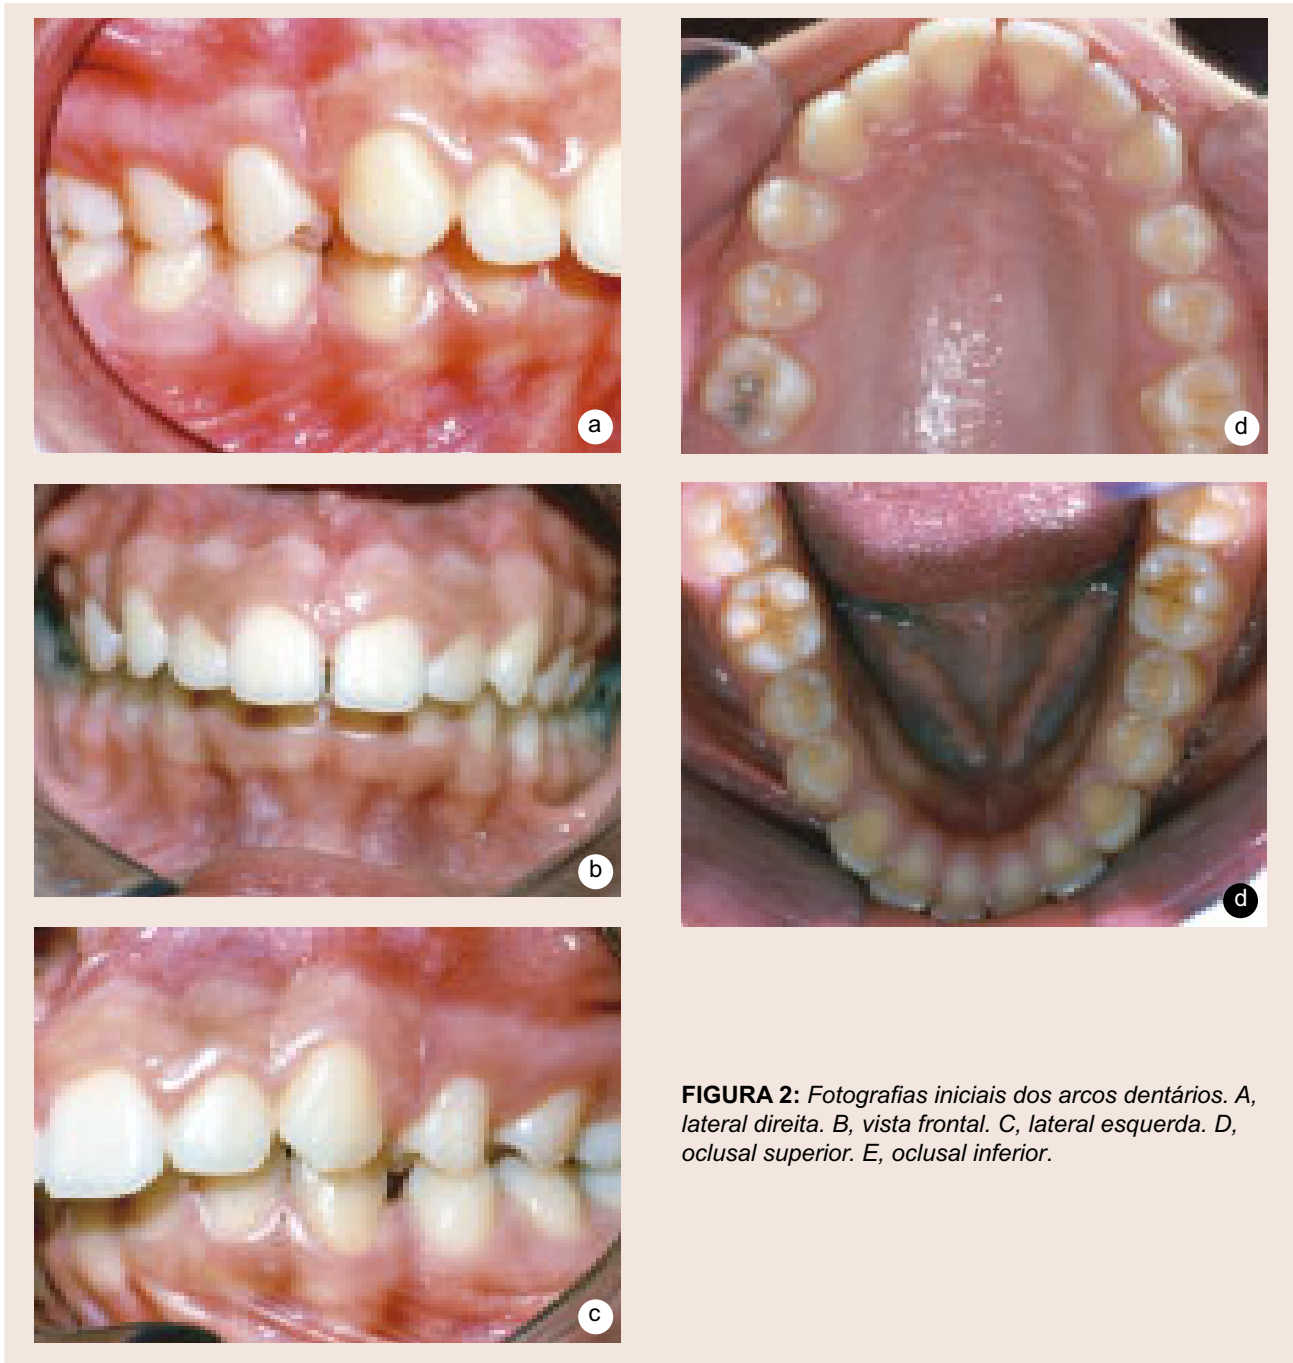 a
d
b
d
c
FIGURA 2: Fotografias iniciais dos arcos dentários. A,
lateral direita. B, vista frontal. C, lateral esquerda. D,
oclusal superior. E, oclusal inferior.